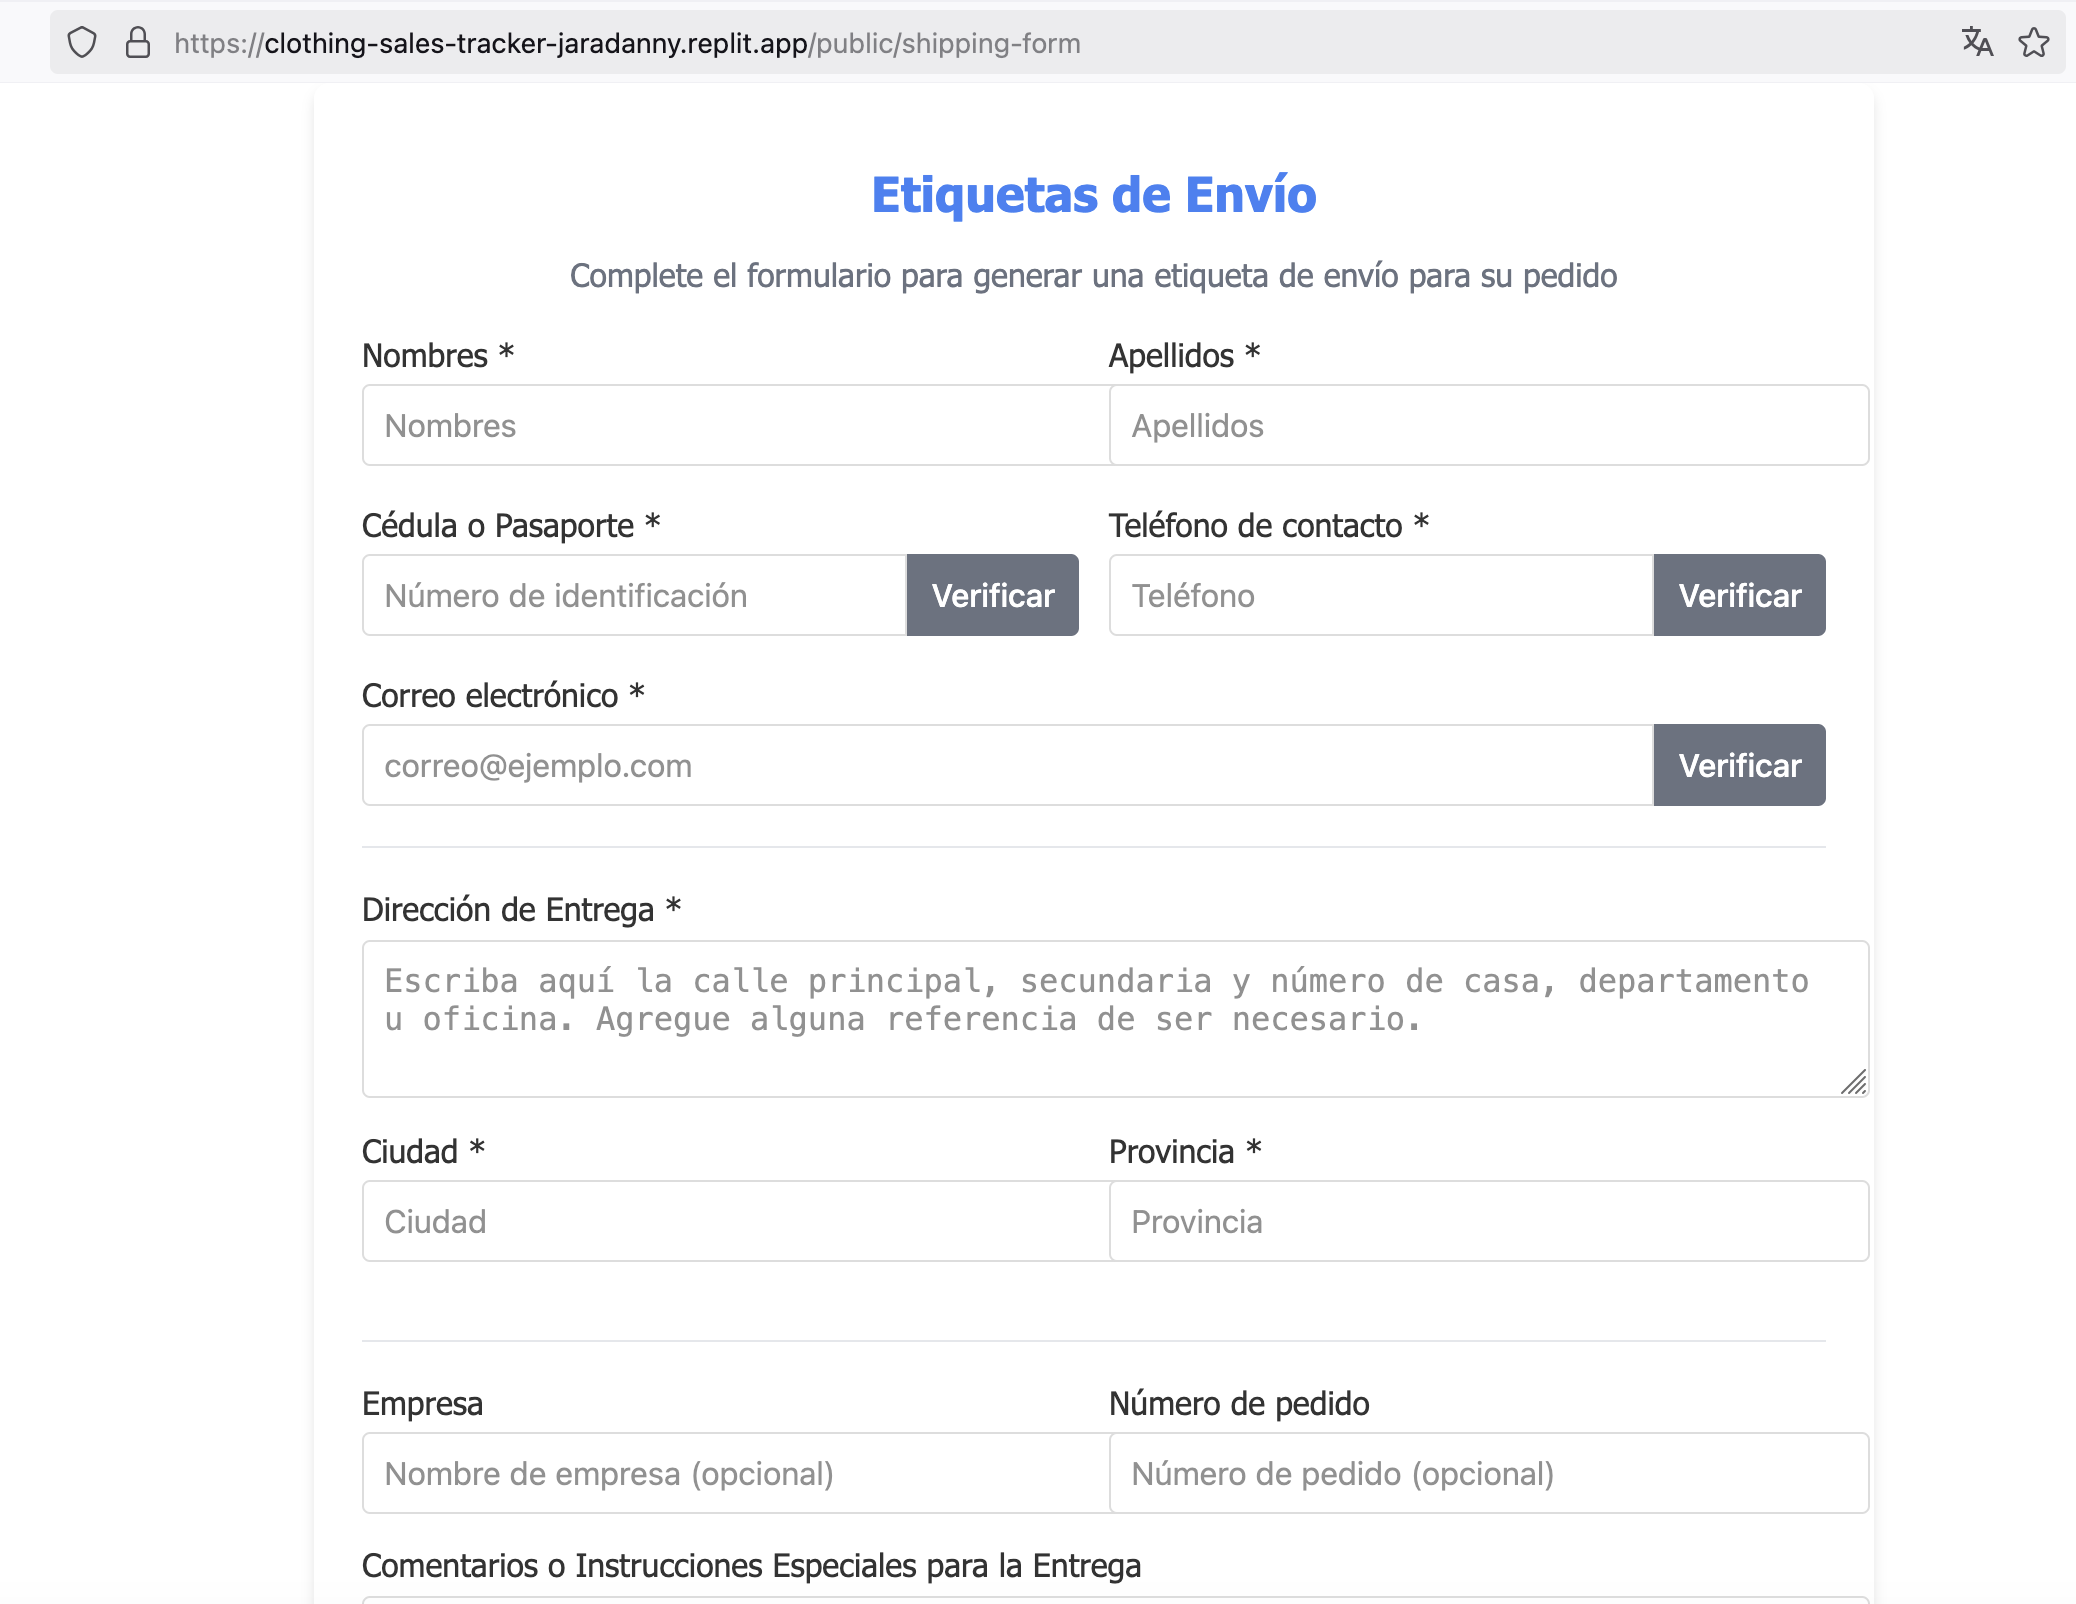 https://clothing-sales-tracker-jaradanny.replit.app/public/shipping-form
Etiquetas de Envío
Complete el formulario para generar una etiqueta de envío para su pedido
Nombres *
Apellidos *
Nombres
Apellidos
Cédula o Pasaporte *
Teléfono de contacto *
Número de identificación
Verificar
Teléfono
Verificar
Correo electrónico *
correo@ejemplo.com
Verificar
Dirección de Entrega *
Escriba aquí la calle principal, secundaria y número de casa, departamento
u oficina. Agregue alguna referencia de ser necesario.
Ciudad *
Provincia *
Ciudad
Provincia
Empresa
Número de pedido
Nombre de empresa (opcional)
Número de pedido (opcional)
Comentarios o Instrucciones Especiales para la Entrega